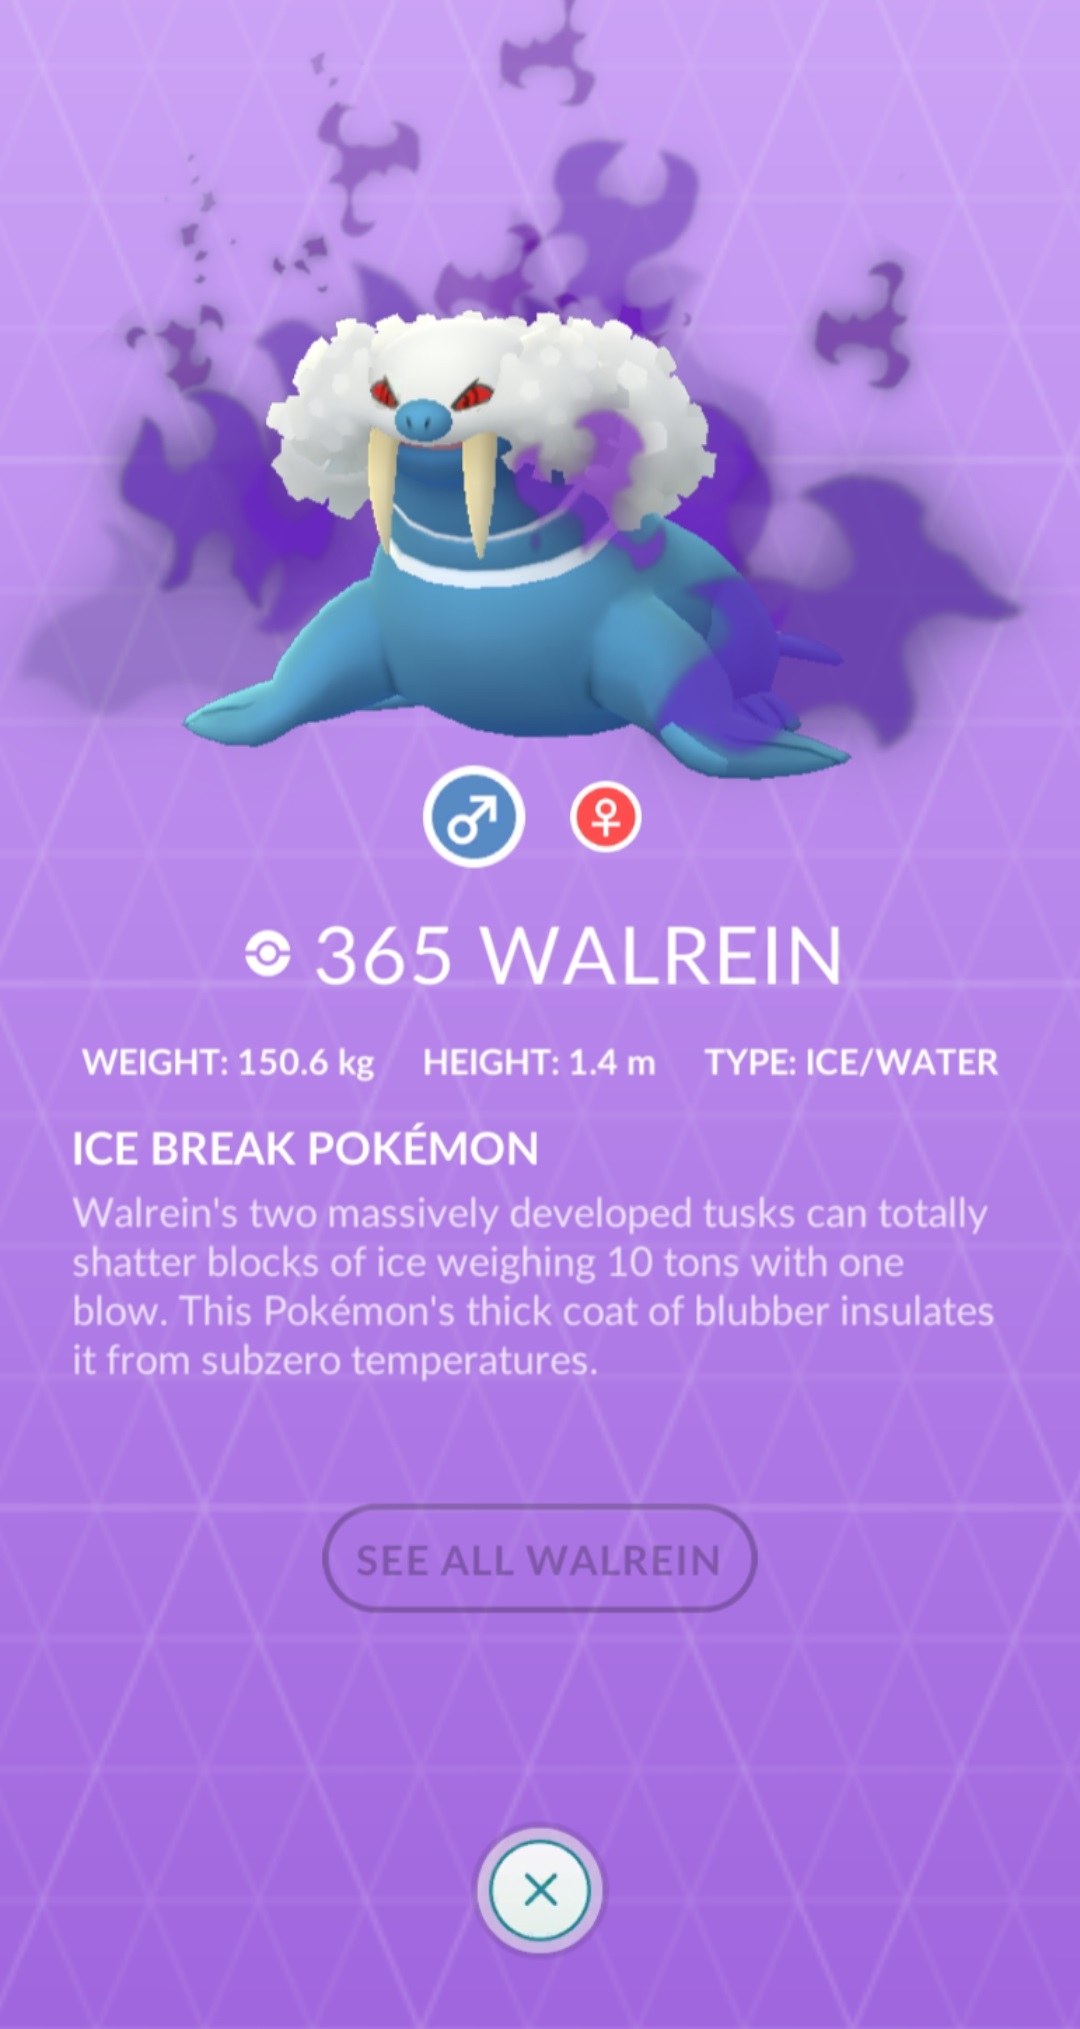 365 WALREIN
WEIGHT: 150.6 kg HEIGHT: 1.4 m TYPE: ICE/WATER
ICE BREAK POKÉMON
Walrein's two massively developed tusks can totally
shatter blocks of ice weighing 10 tons with one
blow. This Pokémon's thick coat of blubber insulates
it from subzero temperatures.
SEE ALL WALREIN